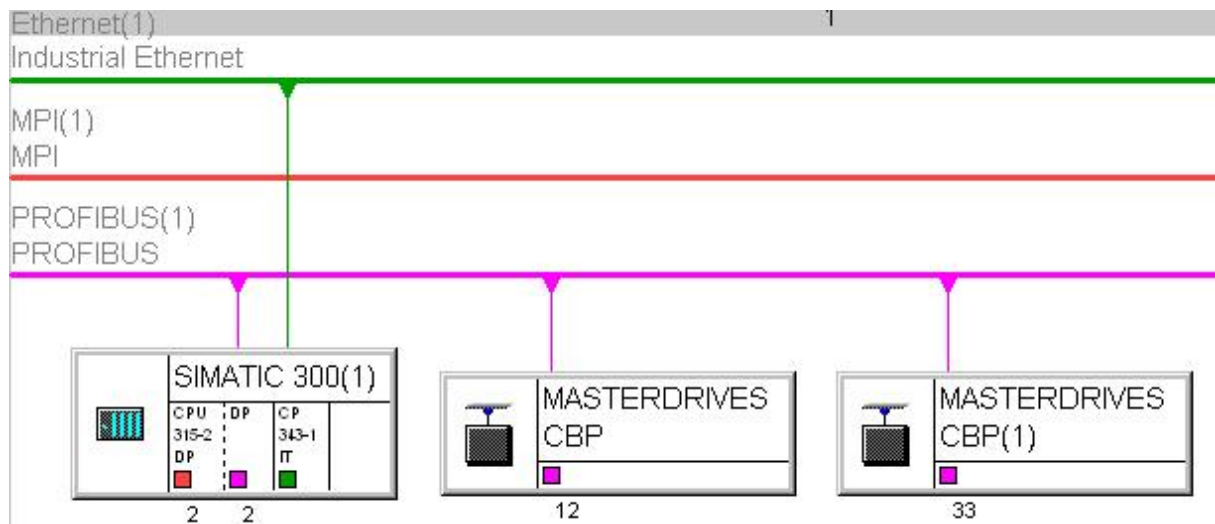 Ethernet(1)
1
Industrial Ethernet
MPI(1)
MPI
PROFIBUS(1)
PROFIBUS
SIMATIC 300(1)
CPU
315-2
DP
DP
CP
343-1
IT
2
2
MASTERDRIVES
CBP
12
MASTERDRIVES
CBP(1)
33